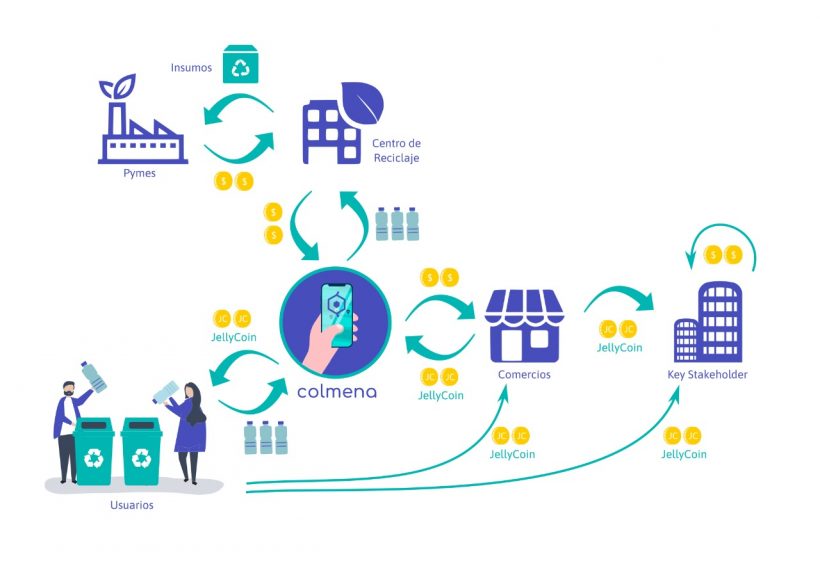 Insumos
Centro de
Reciclaje
Pymes
$ $
$
$
$ $
$ $
JC JC
JellyCoin
JC JC
JellyCoin
Comercios
Key Stakeholder
JC JC
JellyCoin
colmena
JC JC
JellyCoin
JC JC
JellyCoin
Usuarios